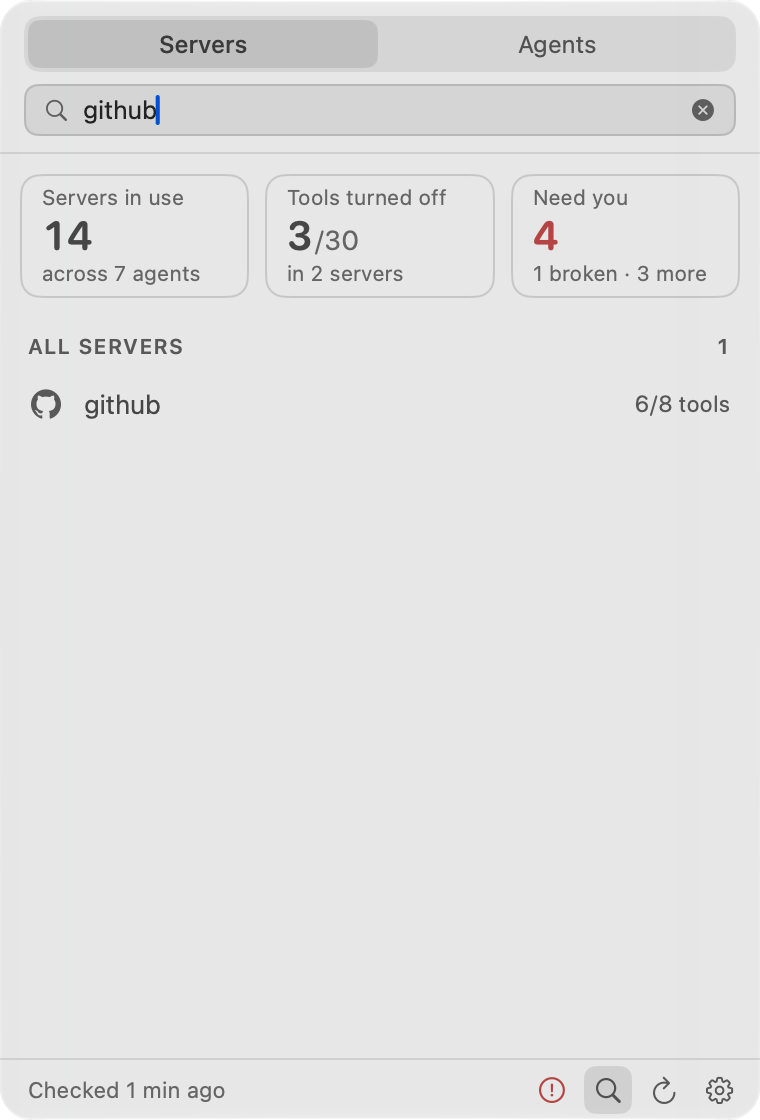 Servers Agents
github
Servers in use
14
across 7 agents
Tools turned off
3/30
in 2 servers
Need you
4
1 broken · 3 more
ALL SERVERS 1
github 6/8 tools
Checked 1 min ago